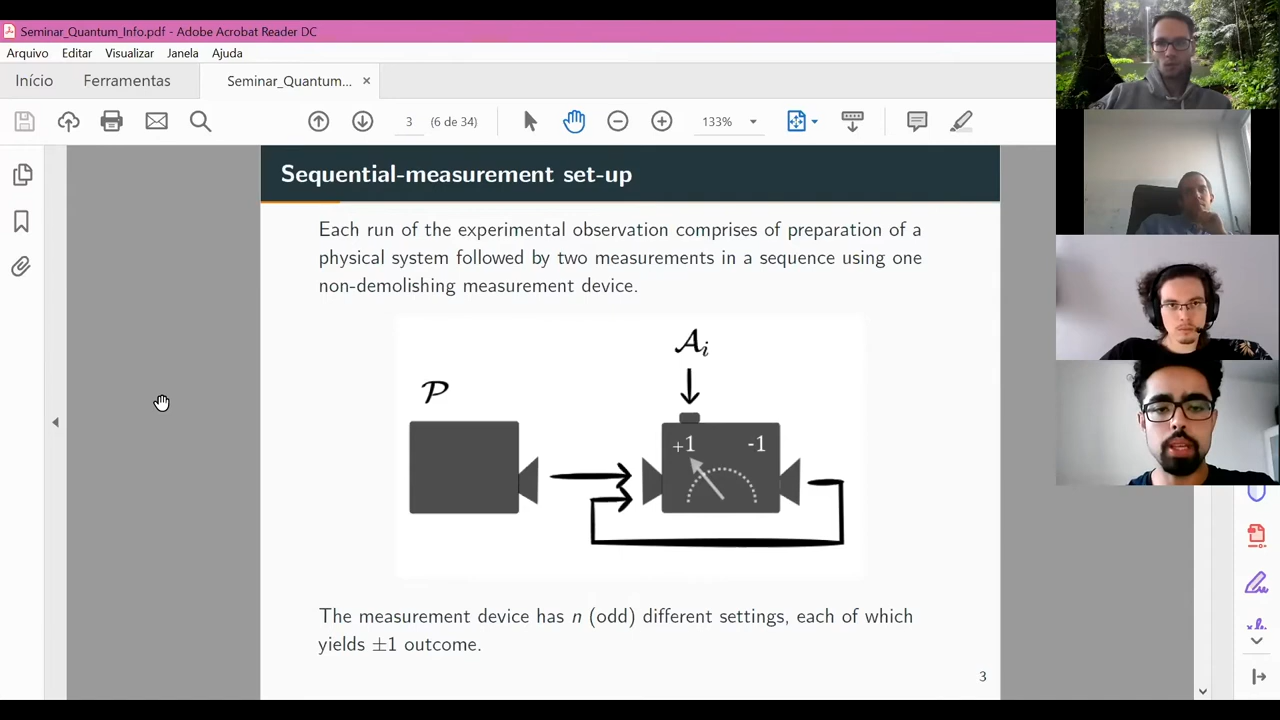 Seminar_Quantum_Info.pdf - Adobe Acrobat Reader DC
Arquivo Editar Visualizar Janela Ajuda
Início Ferramentas Seminar_Quantum... ×
3 (6 de 34) 133%
Sequential-measurement set-up
Each run of the experimental observation comprises of preparation of a
physical system followed by two measurements in a sequence using one
non-demolishing measurement device.
𝒜ᵢ
𝒫
+1 -1
The measurement device has n (odd) different settings, each of which
yields ±1 outcome.
3